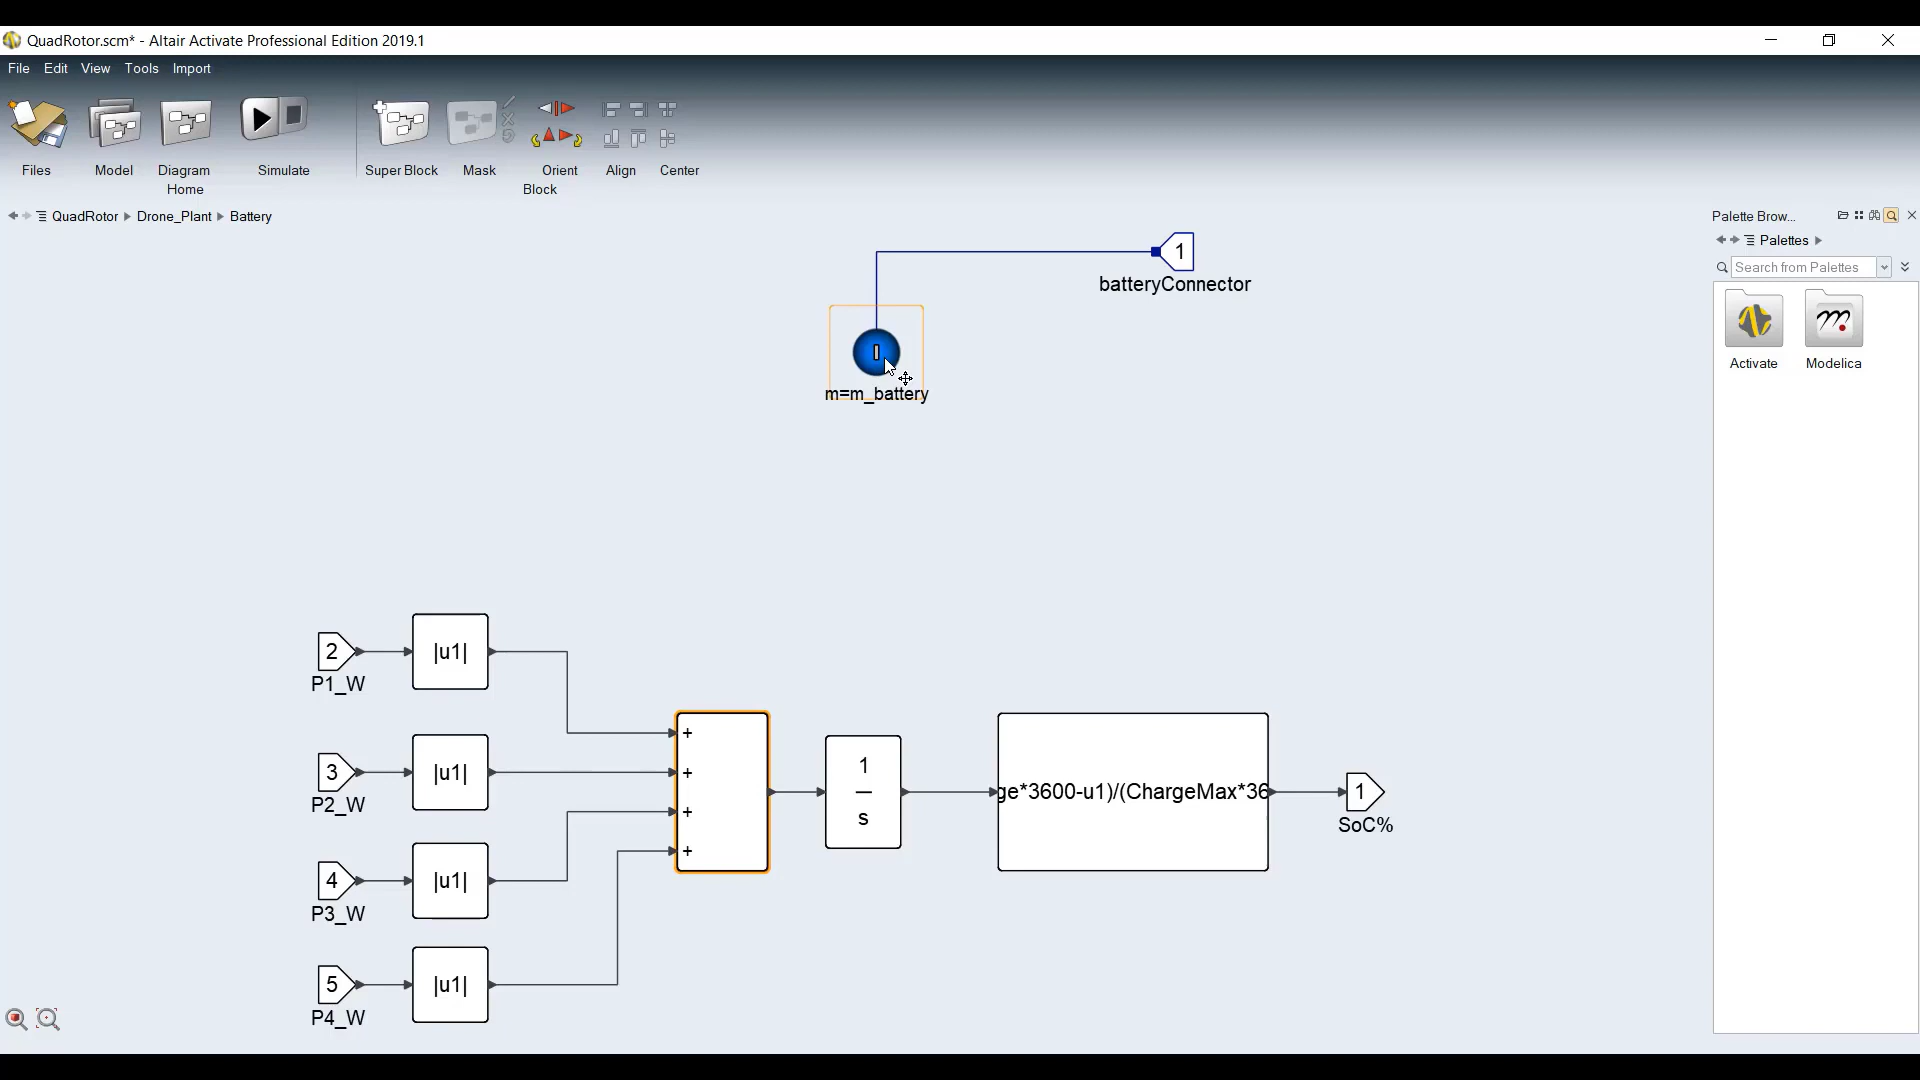 QuadRotor.scm* - Altair Activate Professional Edition 2019.1
File Edit View Tools Import
Files Model Diagram Simulate Super Block Mask Orient Align Center
Home Block
QuadRotor Drone_Plant Battery
Palette Brow...
Palettes
Search from Palettes
Activate Modelica
1
batteryConnector
m=m_battery
2 |u1|
P1_W
+
3 |u1| +
P2_W
1
s
ge*3600-u1)/(ChargeMax*36
1
SoC%
+
+
4 |u1|
P3_W
5 |u1|
P4_W